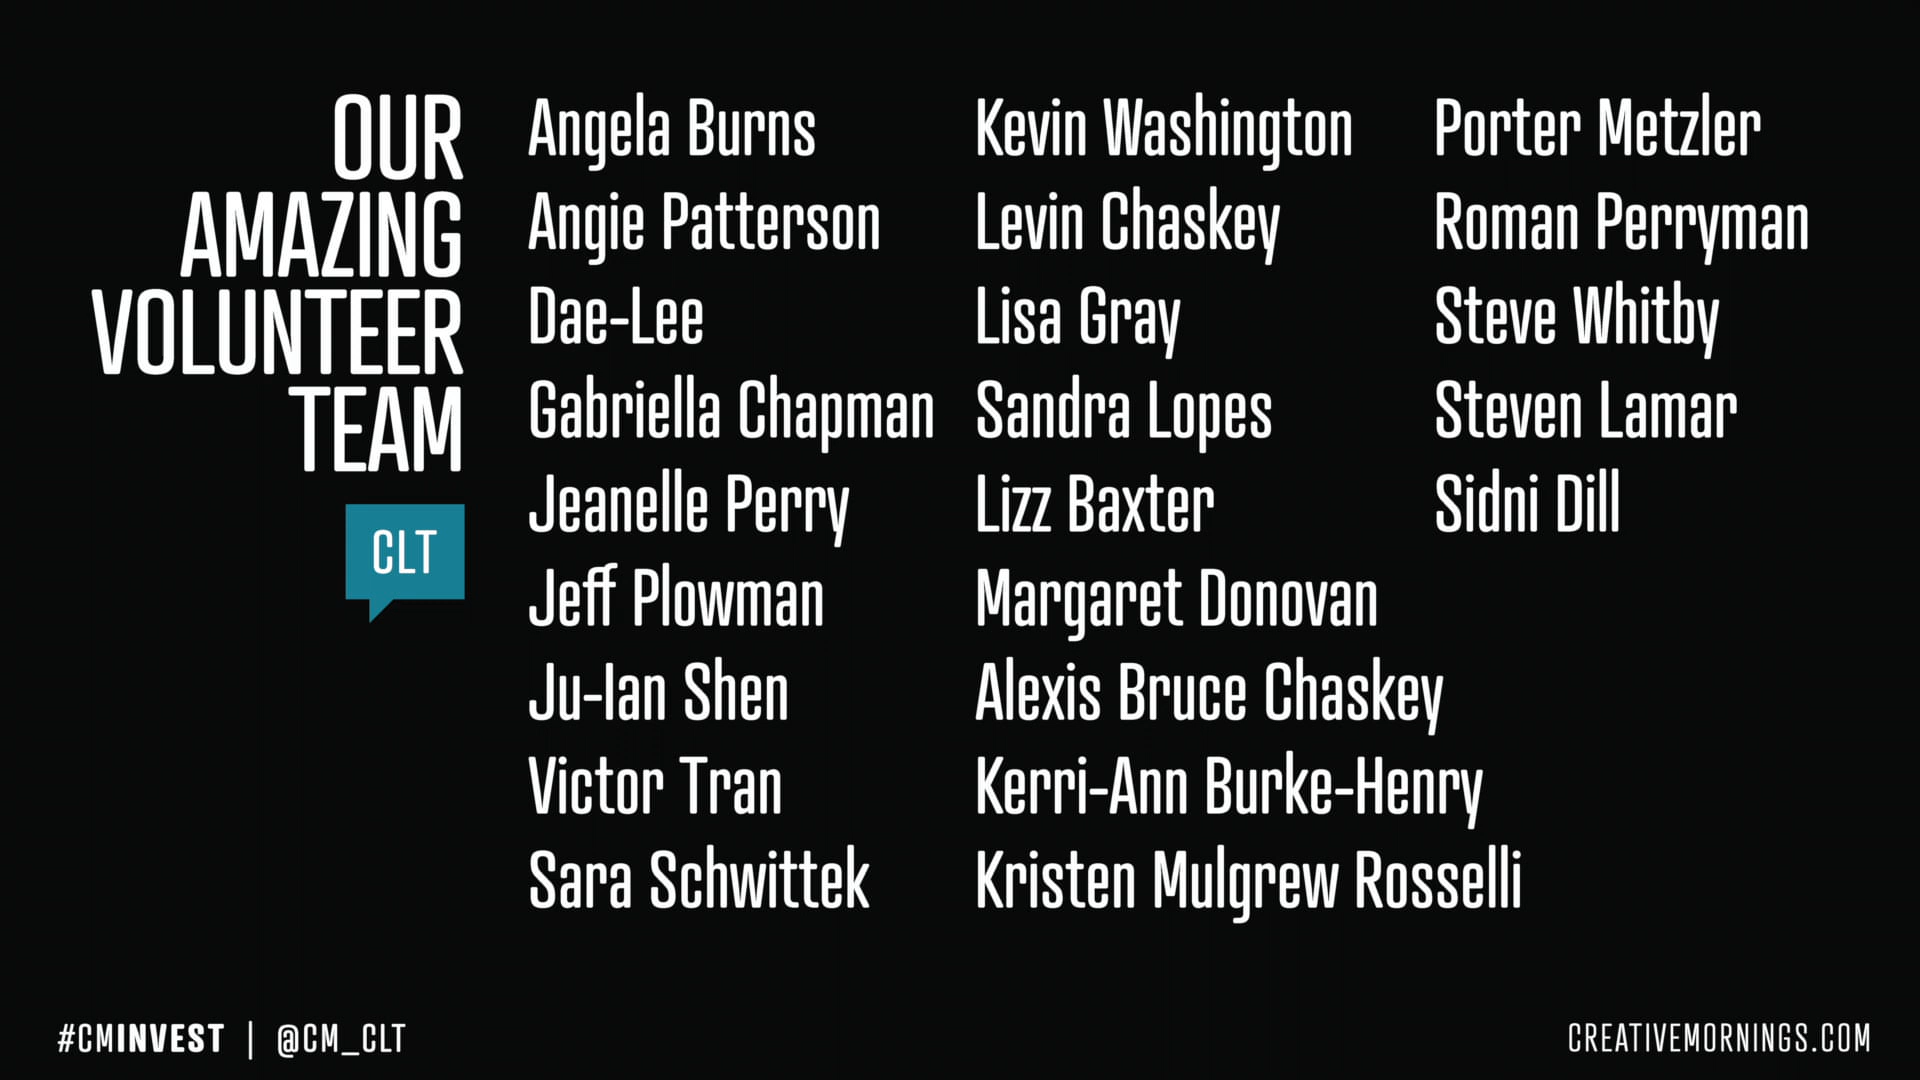 OUR
AMAZING
VOLUNTEER
TEAM
CLT
Angela Burns
Angie Patterson
Dae-Lee
Gabriella Chapman
Jeanelle Perry
Jeff Plowman
Ju-Ian Shen
Victor Tran
Sara Schwittek
Kevin Washington
Levin Chaskey
Lisa Gray
Sandra Lopes
Lizz Baxter
Margaret Donovan
Alexis Bruce Chaskey
Kerri-Ann Burke-Henry
Kristen Mulgrew Rosselli
Porter Metzler
Roman Perryman
Steve Whitby
Steven Lamar
Sidni Dill
#CMINVEST | @CM_CLT
CREATIVEMORNINGS.COM